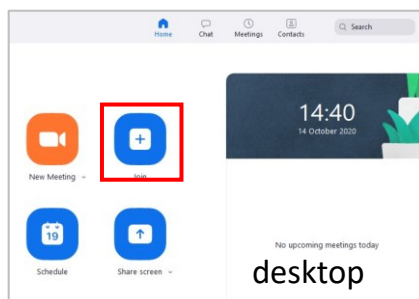 Home Chat Meetings Contacts Search
14:40
14 October 2020
New Meeting Join
19
Schedule Share screen
No upcoming meetings today
desktop